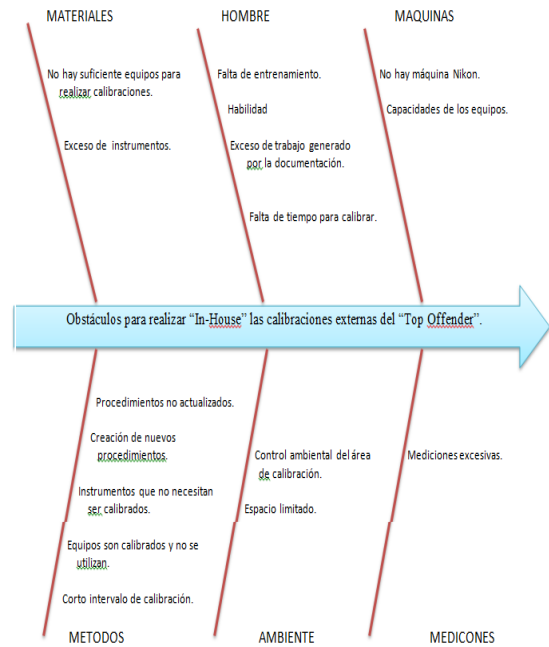 MATERIALES
HOMBRE
MAQUINAS
No hay suficiente equipos para
realizar calibraciones.
Exceso de instrumentos.
Falta de entrenamiento.
Habilidad
Exceso de trabajo generado
por la documentación.
Falta de tiempo para calibrar.
No hay máquina Nikon.
Capacidades de los equipos.
Obstáculos para realizar “In-House” las calibraciones externas del “Top Offender”.
Procedimientos no actualizados.
Creación de nuevos
procedimientos.
Instrumentos que no necesitan
ser calibrados.
Equipos son calibrados y no se
utilizan.
Corto intervalo de calibración.
Control ambiental del área
de calibración.
Espacio limitado.
Mediciones excesivas.
METODOS
AMBIENTE
MEDICONES